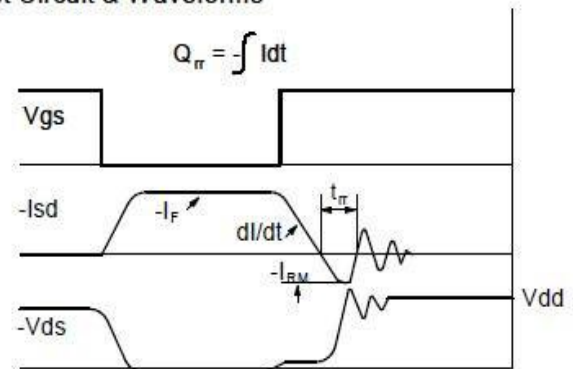 Q_rr = -∫ Idt
Vgs
-Isd
-I_F
t_rr
dI/dt
-I_RM
Vdd
-Vds